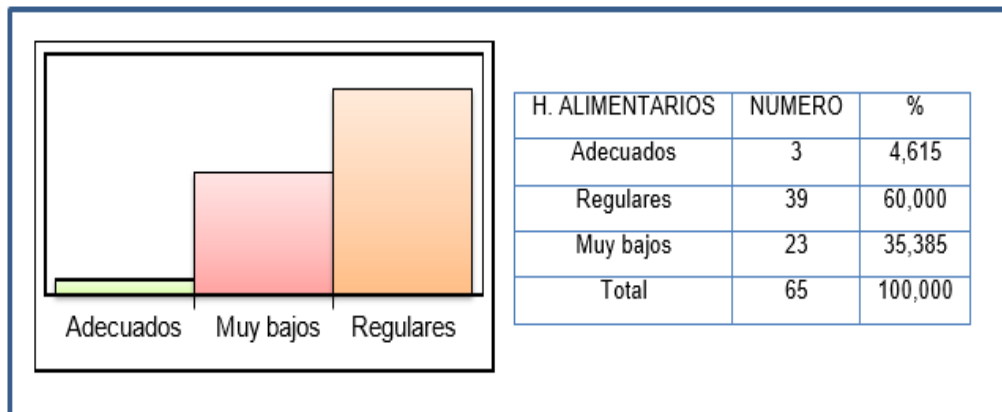 Adecuados Muy bajos Regulares
H. ALIMENTARIOS NUMERO %
Adecuados 3 4,615
Regulares 39 60,000
Muy bajos 23 35,385
Total 65 100,000